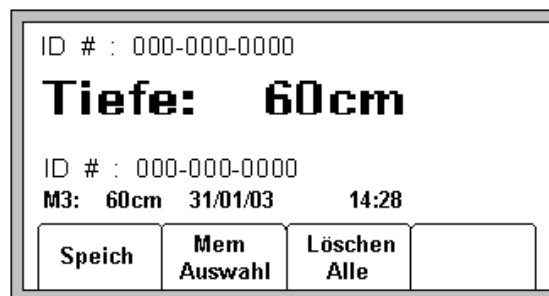 ID # : 000-000-0000
Tiefe: 60cm
ID # : 000-000-0000
M3: 60cm 31/01/03 14:28
Speich
Mem
Auswahl
Löschen
Alle